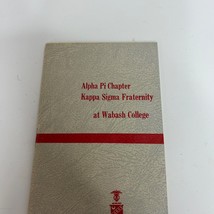 Alpha Pi Chapter
Kappa Sigma Fraternity
at Wabash College